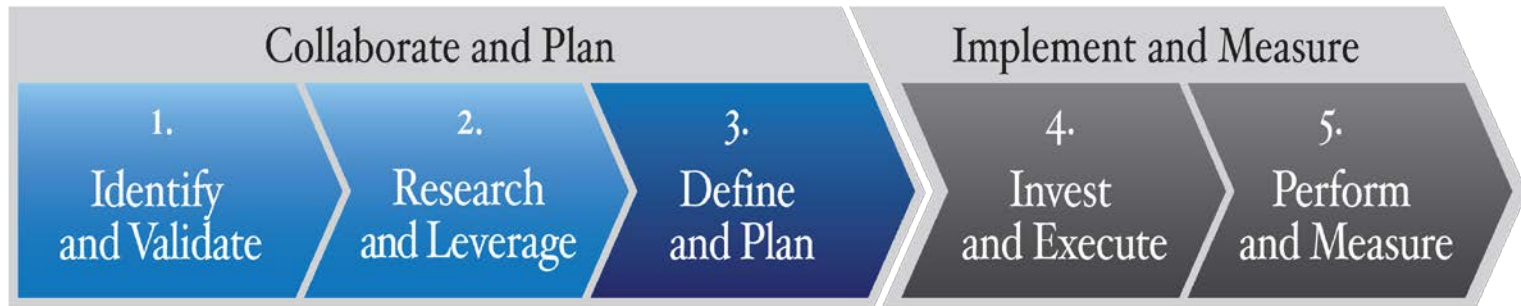 Collaborate and Plan
Implement and Measure
1.
Identify
and Validate
2.
Research
and Leverage
3.
Define
and Plan
4.
Invest
and Execute
5.
Perform
and Measure